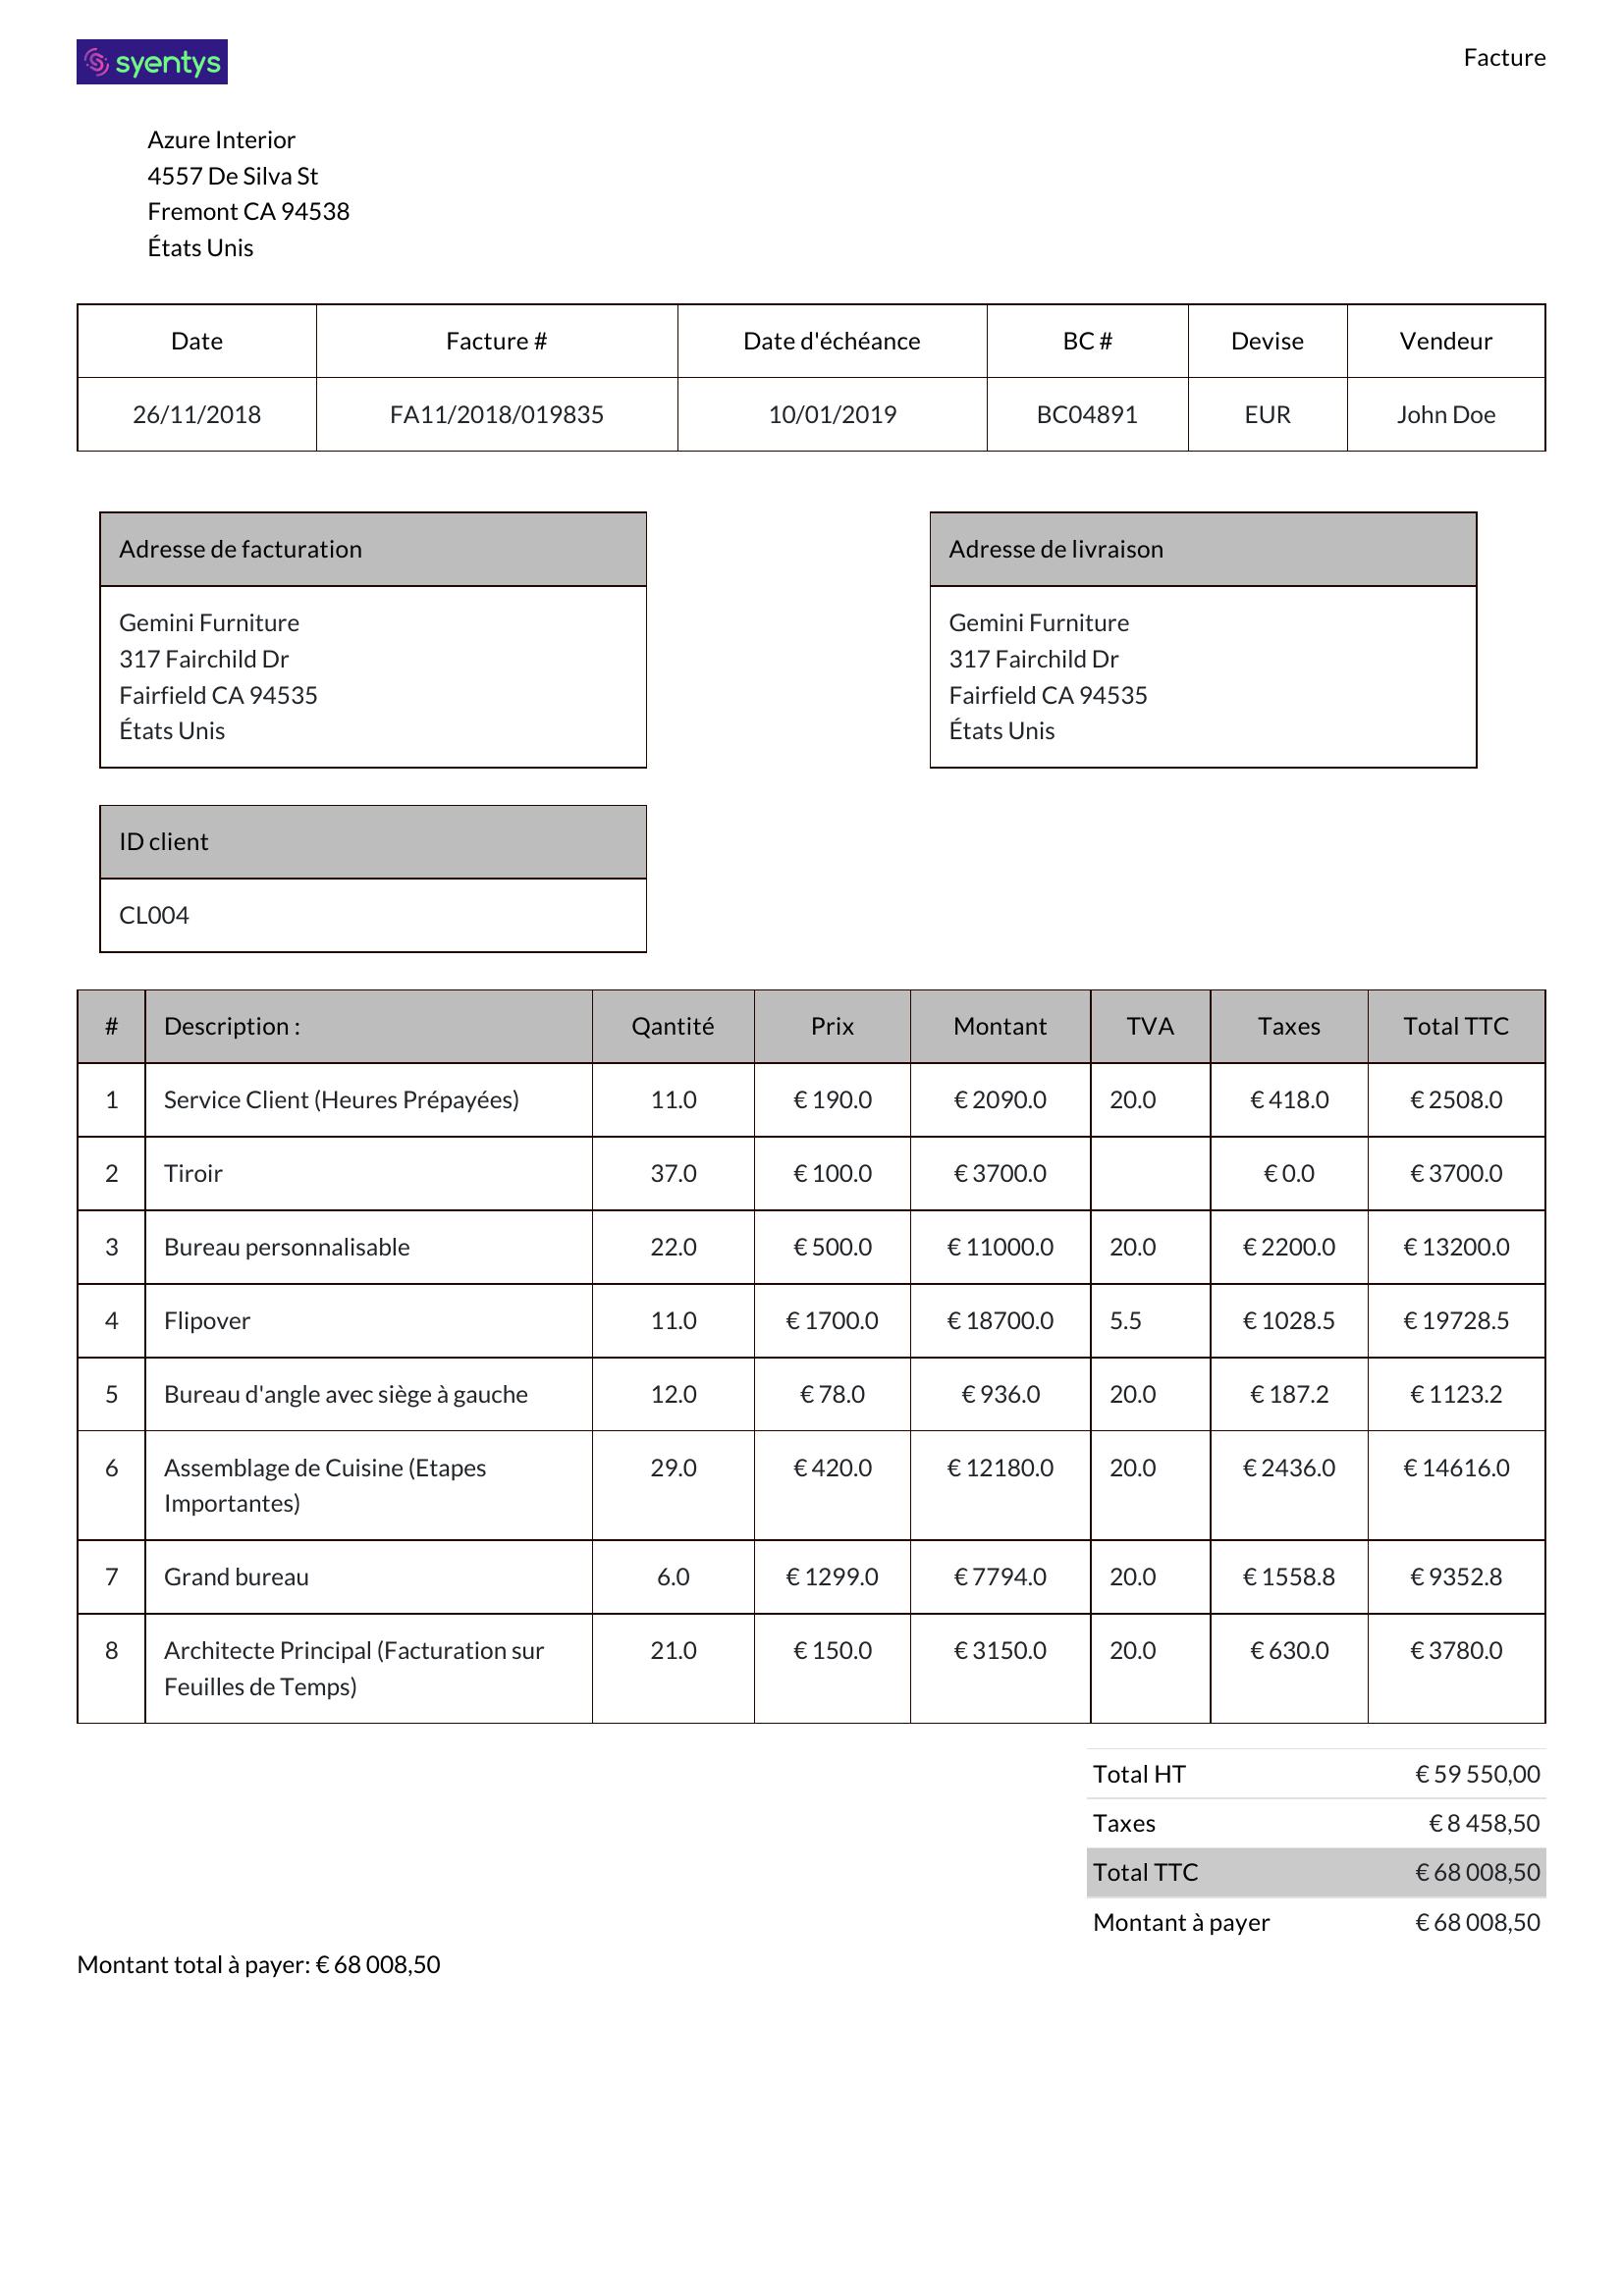 syentys
Facture
Azure Interior
4557 De Silva St
Fremont CA 94538
États Unis
Date Facture # Date d'échéance BC # Devise Vendeur
26/11/2018 FA11/2018/019835 10/01/2019 BC04891 EUR John Doe
Adresse de facturation
Gemini Furniture
317 Fairchild Dr
Fairfield CA 94535
États Unis
Adresse de livraison
Gemini Furniture
317 Fairchild Dr
Fairfield CA 94535
États Unis
ID client
CL004
# Description : Qantité Prix Montant TVA Taxes Total TTC
1 Service Client (Heures Prépayées) 11.0 € 190.0 € 2090.0 20.0 € 418.0 € 2508.0
2 Tiroir 37.0 € 100.0 € 3700.0 € 0.0 € 3700.0
3 Bureau personnalisable 22.0 € 500.0 € 11000.0 20.0 € 2200.0 € 13200.0
4 Flipover 11.0 € 1700.0 € 18700.0 5.5 € 1028.5 € 19728.5
5 Bureau d'angle avec siège à gauche 12.0 € 78.0 € 936.0 20.0 € 187.2 € 1123.2
6 Assemblage de Cuisine (Etapes 29.0 € 420.0 € 12180.0 20.0 € 2436.0 € 14616.0
Importantes)
7 Grand bureau 6.0 € 1299.0 € 7794.0 20.0 € 1558.8 € 9352.8
8 Architecte Principal (Facturation sur 21.0 € 150.0 € 3150.0 20.0 € 630.0 € 3780.0
Feuilles de Temps)
Total HT € 59 550,00
Taxes € 8 458,50
Total TTC € 68 008,50
Montant à payer € 68 008,50
Montant total à payer: € 68 008,50